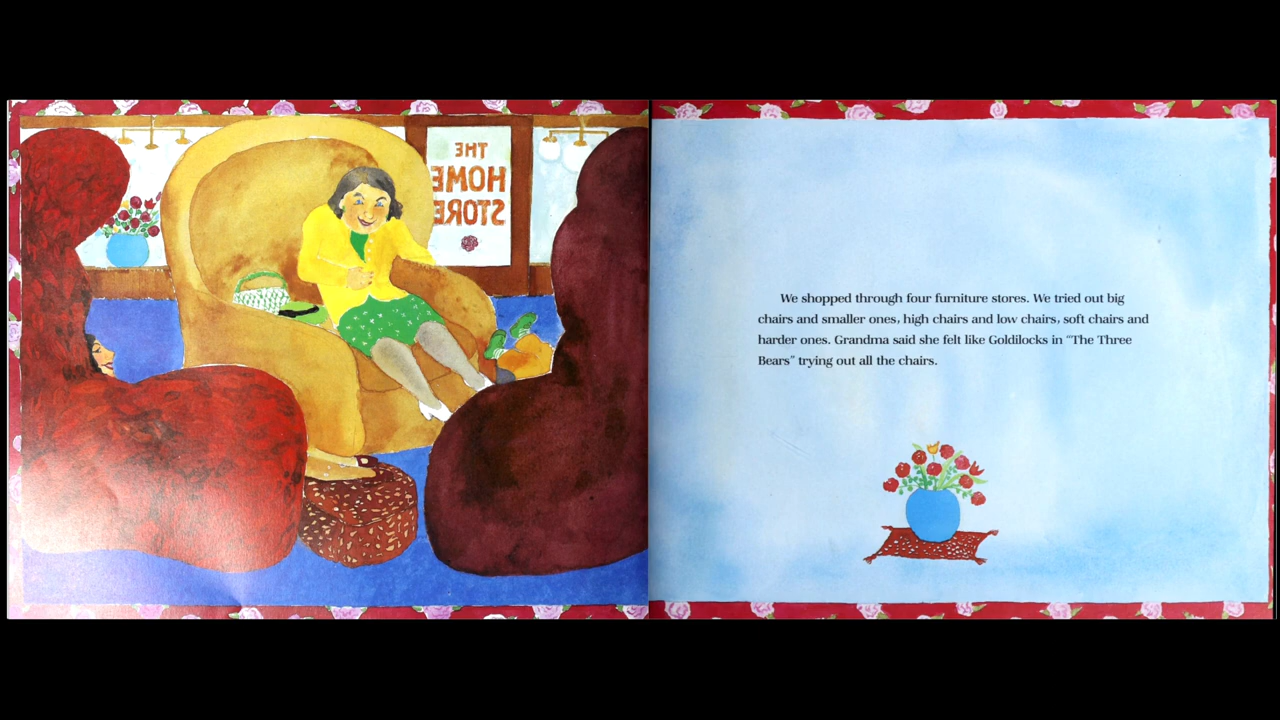 THE
HOME
STORE
We shopped through four furniture stores. We tried out big
chairs and smaller ones, high chairs and low chairs, soft chairs and
harder ones. Grandma said she felt like Goldilocks in “The Three
Bears” trying out all the chairs.